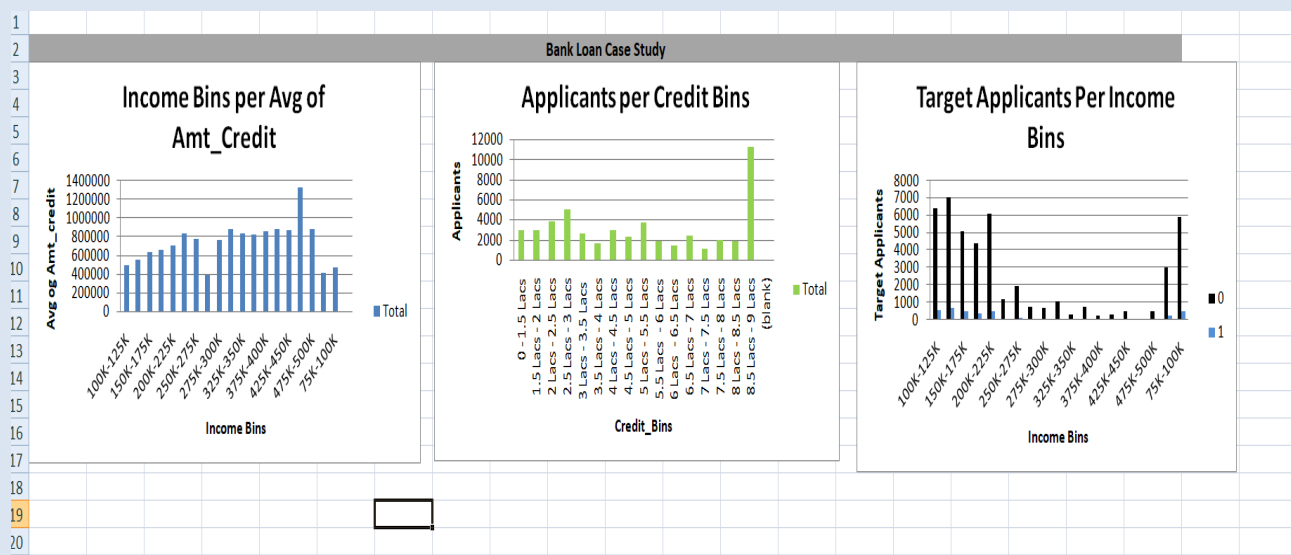 Bank Loan Case Study
Income Bins per Avg of
Amt_Credit
Avg og Amt_credit
1400000
1200000
1000000
800000
600000
400000
200000
0
100K-125K
150K-175K
200K-225K
250K-275K
275K-300K
325K-350K
375K-400K
425K-450K
475K-500K
75K-100K
Income Bins
Total
Applicants per Credit Bins
Applicants
12000
10000
8000
6000
4000
2000
0
0 - 1.5 Lacs
1.5 Lacs - 2 Lacs
2 Lacs - 2.5 Lacs
2.5 Lacs - 3 Lacs
3 Lacs - 3.5 Lacs
3.5 Lacs - 4 Lacs
4 Lacs - 4.5 Lacs
4.5 Lacs - 5 Lacs
5 Lacs - 5.5 Lacs
5.5 Lacs - 6 Lacs
6 Lacs - 6.5 Lacs
6.5 Lacs - 7 Lacs
7 Lacs - 7.5 Lacs
7.5 Lacs - 8 Lacs
8 Lacs - 8.5 Lacs
8.5 Lacs - 9 Lacs
(blank)
Credit_Bins
Total
Target Applicants Per Income
Bins
Target Applicants
8000
7000
6000
5000
4000
3000
2000
1000
0
100K-125K
150K-175K
200K-225K
250K-275K
275K-300K
325K-350K
375K-400K
425K-450K
475K-500K
75K-100K
Income Bins
0
1
1
2
3
4
5
6
7
8
9
10
11
12
13
14
15
16
17
18
19
20